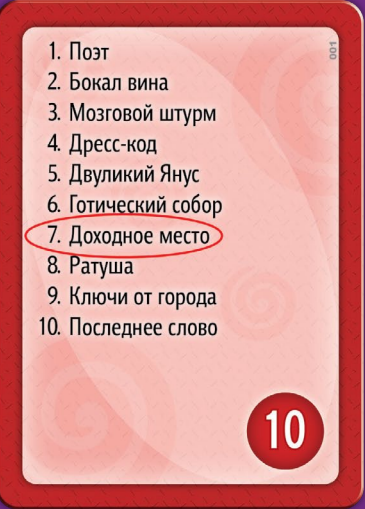 001
1. Поэт
2. Бокал вина
3. Мозговой штурм
4. Дресс-код
5. Двуликий Янус
6. Готический собор
7. Доходное место
8. Ратуша
9. Ключи от города
10. Последнее слово
10